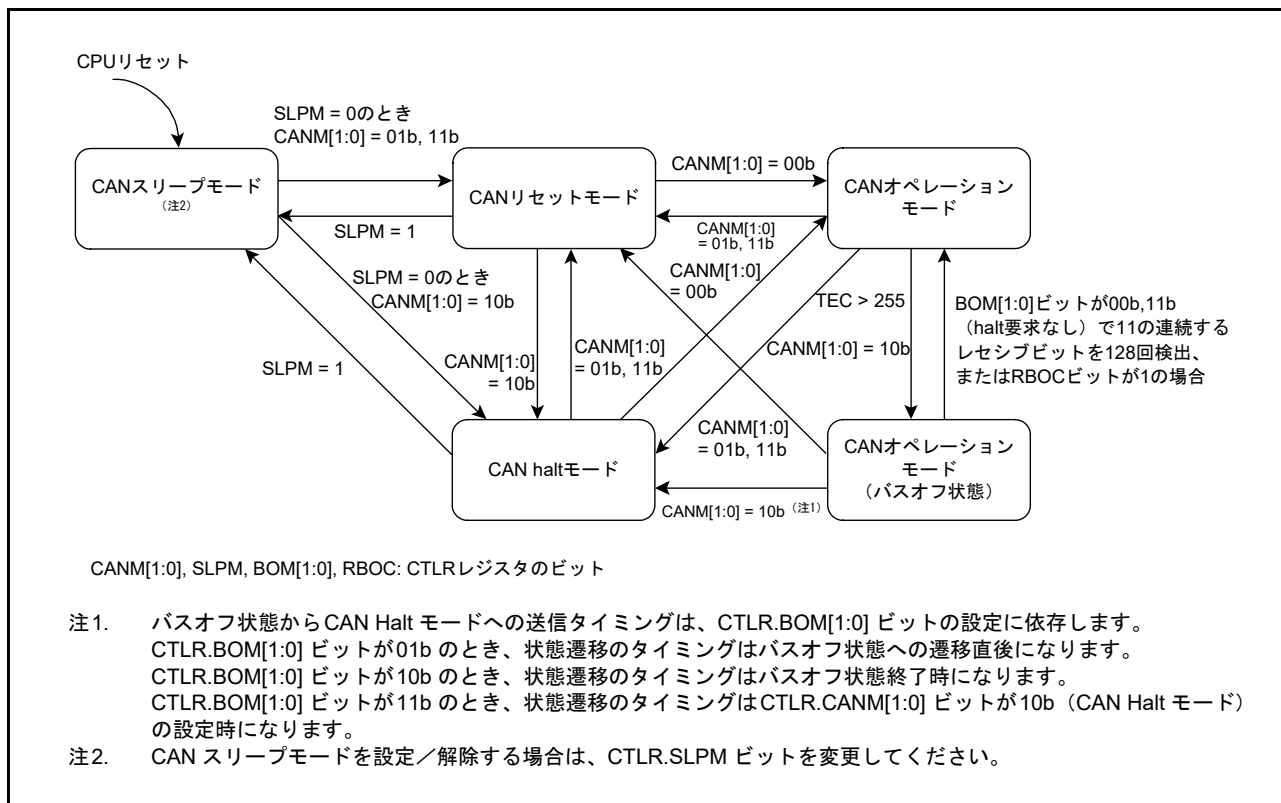 CPUリセット
SLPM = 0のとき
CANM[1:0] = 01b, 11b
CANスリープモード
(注2)
CANリセットモード
CANM[1:0] = 00b
CANオペレーション
モード
SLPM = 1
CANM[1:0]
= 01b, 11b
SLPM = 0のとき
CANM[1:0] = 10b
CANM[1:0]
= 00b
TEC > 255
BOM[1:0]ビットが00b,11b
（halt要求なし）で11の連続する
レセシブビットを128回検出、
またはRBOCビットが1の場合
SLPM = 1
CANM[1:0]
= 10b
CANM[1:0]
= 01b, 11b
CANM[1:0] = 10b
CAN haltモード
CANM[1:0]
= 01b, 11b
CANオペレーション
モード
（バスオフ状態）
CANM[1:0] = 10b (注1)
CANM[1:0], SLPM, BOM[1:0], RBOC: CTLRレジスタのビット
注1. バスオフ状態からCAN Halt モードへの送信タイミングは、CTLR.BOM[1:0] ビットの設定に依存します。
CTLR.BOM[1:0] ビットが01b のとき、状態遷移のタイミングはバスオフ状態への遷移直後になります。
CTLR.BOM[1:0] ビットが10b のとき、状態遷移のタイミングはバスオフ状態終了時になります。
CTLR.BOM[1:0] ビットが11b のとき、状態遷移のタイミングはCTLR.CANM[1:0] ビットが10b（CAN Halt モード）
の設定時になります。
注2. CAN スリープモードを設定／解除する場合は、CTLR.SLPM ビットを変更してください。